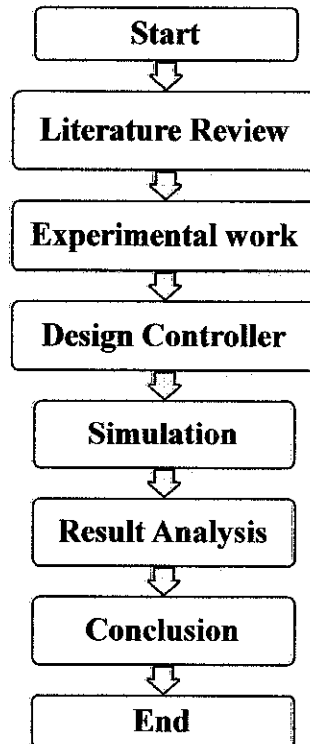 Start
Literature Review
Experimental work
Design Controller
Simulation
Result Analysis
Conclusion
End